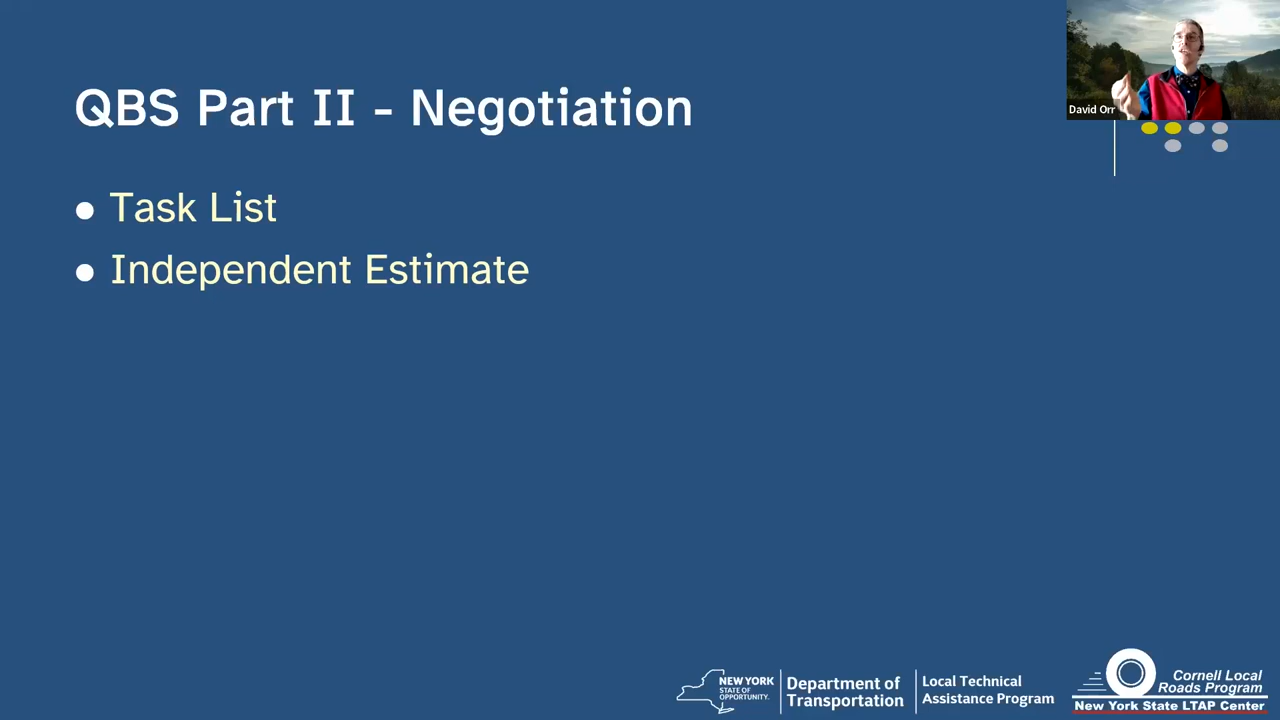 QBS Part II - Negotiation
David Orr
Task List
Independent Estimate
NEW YORK
STATE OF
OPPORTUNITY.
Department of
Transportation
Local Technical
Assistance Program
Cornell Local
Roads Program
New York State LTAP Center